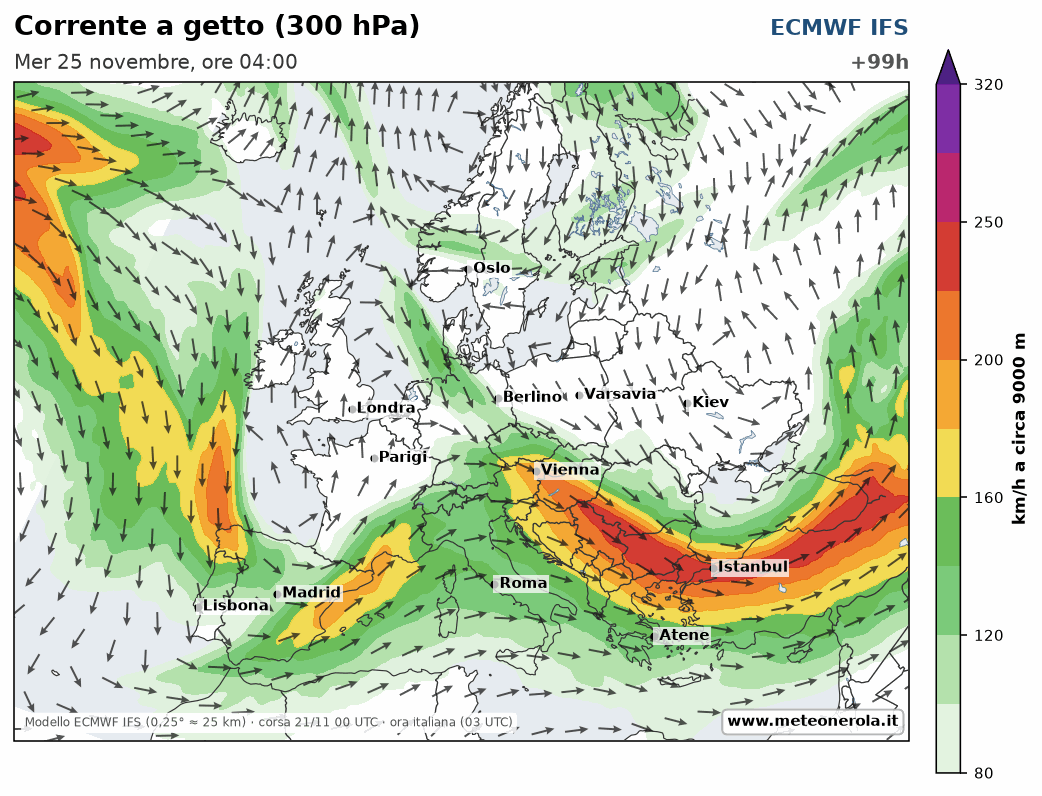 Corrente a getto (300 hPa)
ECMWF IFS
Mer 25 novembre, ore 04:00
+99h
320
250
200
160
120
80
km/h a circa 9000 m
Oslo
Berlino
Varsavia
Kiev
Londra
Parigi
Vienna
Istanbul
Roma
Madrid
Lisbona
Atene
Modello ECMWF IFS (0,25° ≈ 25 km) · corsa 21/11 00 UTC · ora italiana (03 UTC)
www.meteonerola.it